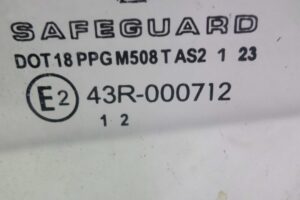 SAFEGUARD
DOT 18 PPG M508 T AS2 1 23
E2 43R-000712
1 2